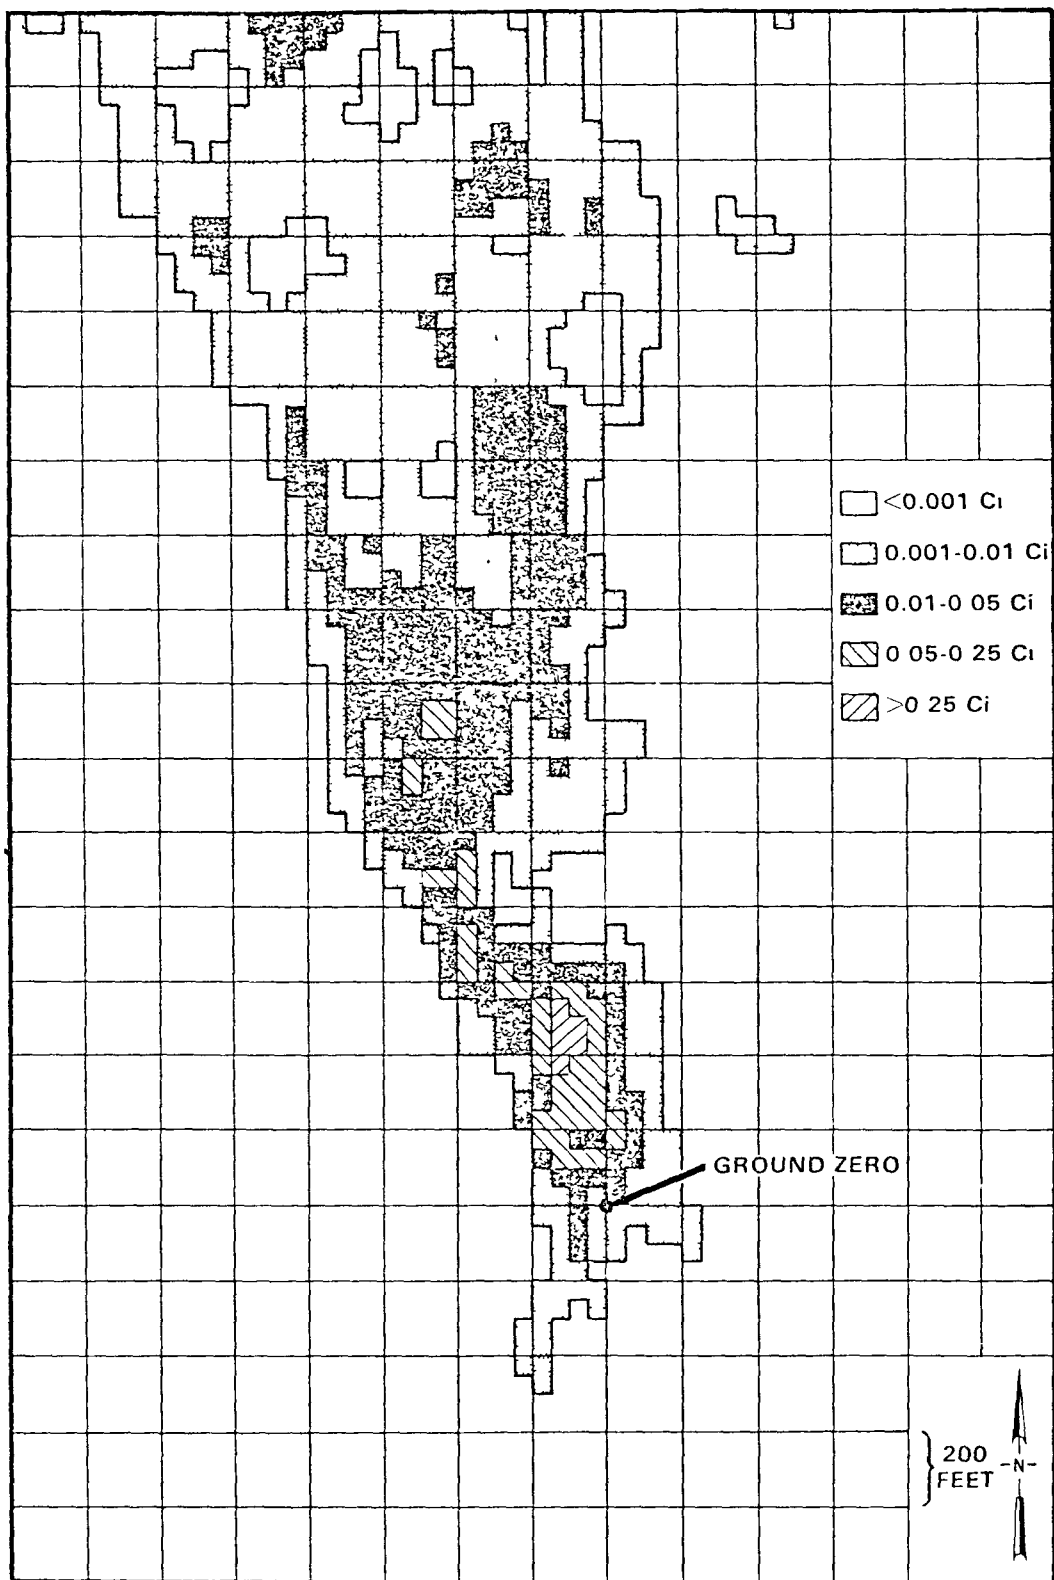 <0.001 Ci
0.001-0.01 Ci
0.01-0 05 Ci
0 05-0 25 Ci
>0 25 Ci
GROUND ZERO
200
FEET
-N-